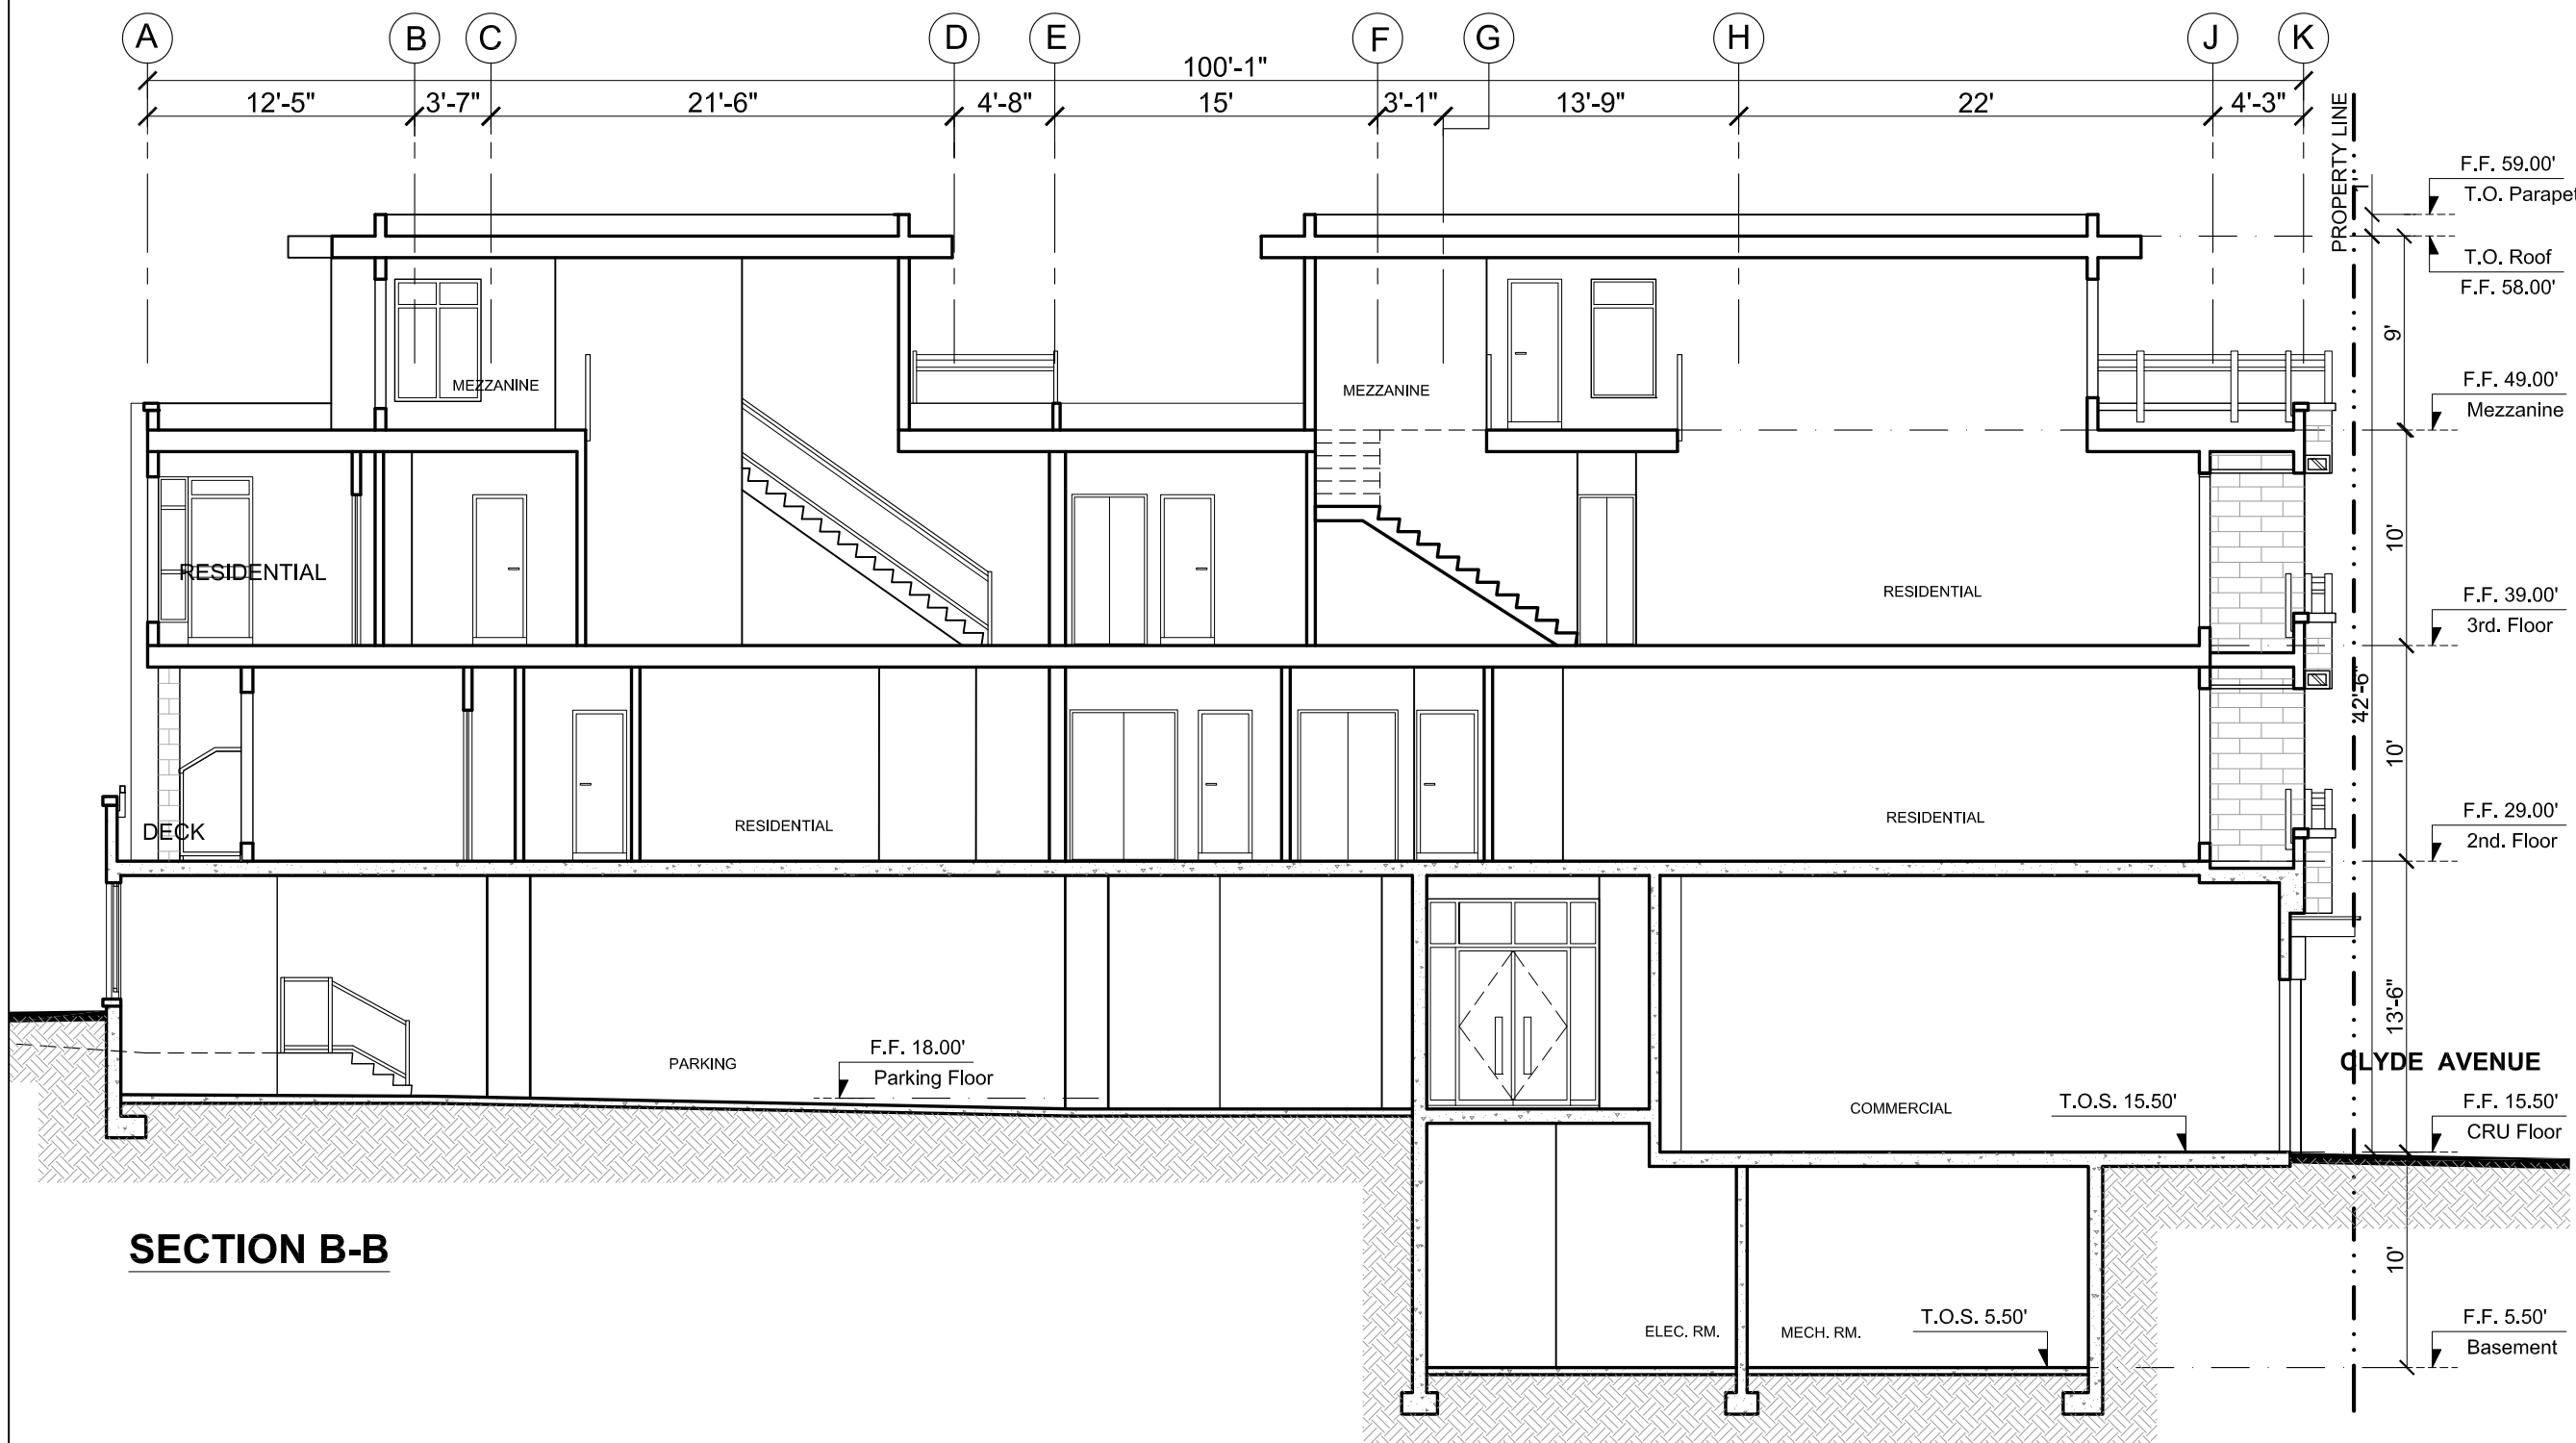 A B C D E F G H J K
100'-1"
12'-5" 3'-7" 21'-6" 4'-8" 15' 3'-1" 13'-9" 22' 4'-3"
PROPERTY LINE
1'
F.F. 59.00'
T.O. Parapet
T.O. Roof
F.F. 58.00'
9'
MEZZANINE
MEZZANINE
F.F. 49.00'
Mezzanine
10'
RESIDENTIAL
RESIDENTIAL
F.F. 39.00'
3rd. Floor
42'-6"
10'
DECK
RESIDENTIAL
RESIDENTIAL
F.F. 29.00'
2nd. Floor
13'-6"
PARKING
F.F. 18.00'
Parking Floor
CLYDE AVENUE
COMMERCIAL
T.O.S. 15.50'
F.F. 15.50'
CRU Floor
SECTION B-B
10'
ELEC. RM.
MECH. RM.
T.O.S. 5.50'
F.F. 5.50'
Basement